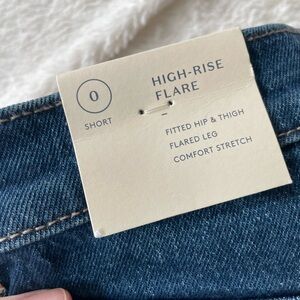 0
SHORT
HIGH-RISE
FLARE
FITTED HIP & THIGH
FLARED LEG
COMFORT STRETCH